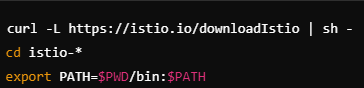 curl -L https://istio.io/downloadIstio | sh -
cd istio-*
export PATH=$PWD/bin:$PATH